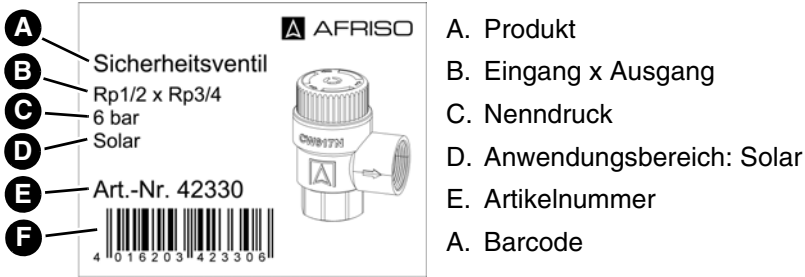 A
B
C
D
E
F
AFRISO
Sicherheitsventil
Rp1/2 x Rp3/4
6 bar
Solar
Art.-Nr. 42330
CW617N
4 016203 423306
A. Produkt
B. Eingang x Ausgang
C. Nenndruck
D. Anwendungsbereich: Solar
E. Artikelnummer
A. Barcode